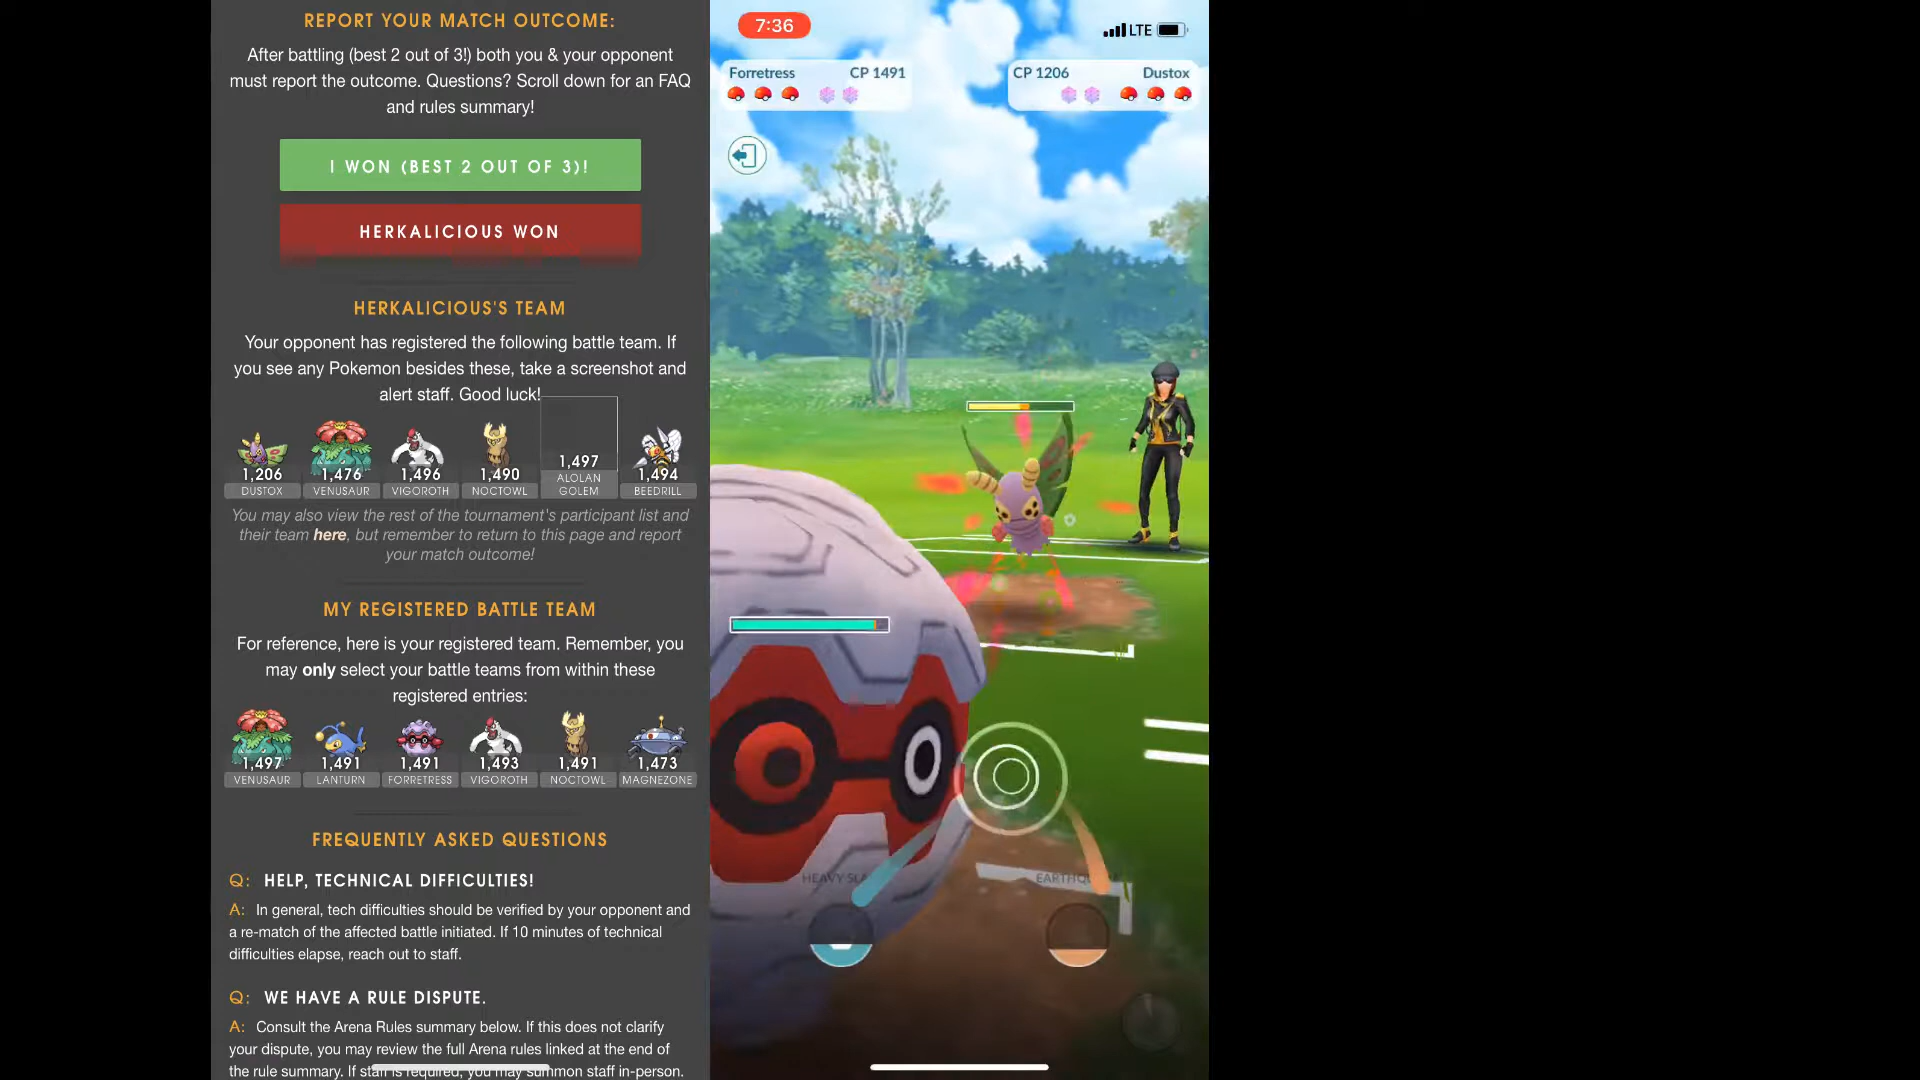 REPORT YOUR MATCH OUTCOME:
After battling (best 2 out of 3!) both you & your opponent
must report the outcome. Questions? Scroll down for an FAQ
and rules summary!
I WON (BEST 2 OUT OF 3)!
HERKALICIOUS WON
HERKALICIOUS'S TEAM
Your opponent has registered the following battle team. If
you see any Pokemon besides these, take a screenshot and
alert staff. Good luck!
1,206 1,476 1,496 1,490 1,497 1,494
DUSTOX VENUSAUR VIGOROTH NOCTOWL ALOLAN GOLEM BEEDRILL
You may also view the rest of the tournament's participant list and
their team here, but remember to return to this page and report
your match outcome!
MY REGISTERED BATTLE TEAM
For reference, here is your registered team. Remember, you
may only select your battle teams from within these
registered entries:
1,497 1,491 1,491 1,493 1,491 1,473
VENUSAUR LANTURN FORRETRESS VIGOROTH NOCTOWL MAGNEZONE
FREQUENTLY ASKED QUESTIONS
Q: HELP, TECHNICAL DIFFICULTIES!
A: In general, tech difficulties should be verified by your opponent and
a re-match of the affected battle initiated. If 10 minutes of technical
difficulties elapse, reach out to staff.
Q: WE HAVE A RULE DISPUTE.
A: Consult the Arena Rules summary below. If this does not clarify
your dispute, you may review the full Arena rules linked at the end of
the rule summary. If staff is required, you may summon staff in-person.
7:36
LTE
Forretress CP 1491
CP 1206 Dustox
HEAVY